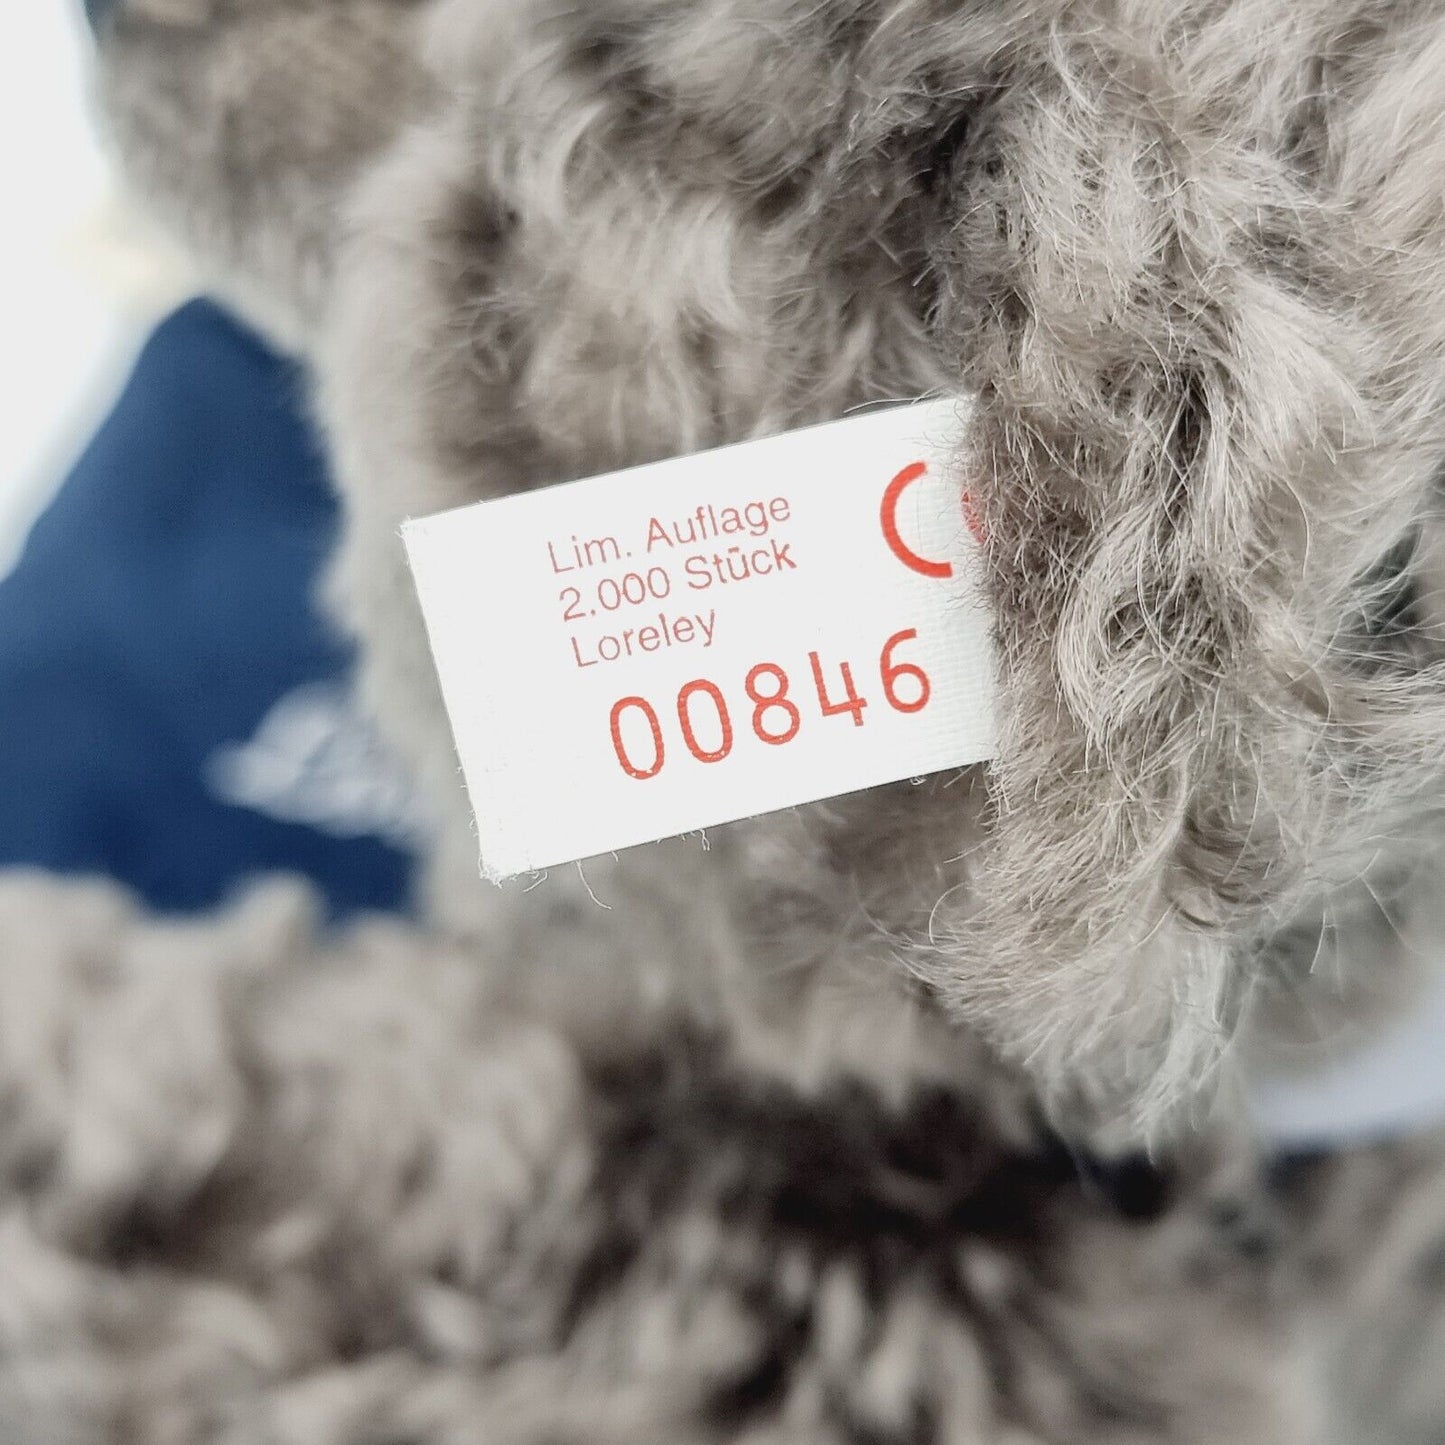 Lim. Auflage
2.000 Stück
Loreley
00846
C